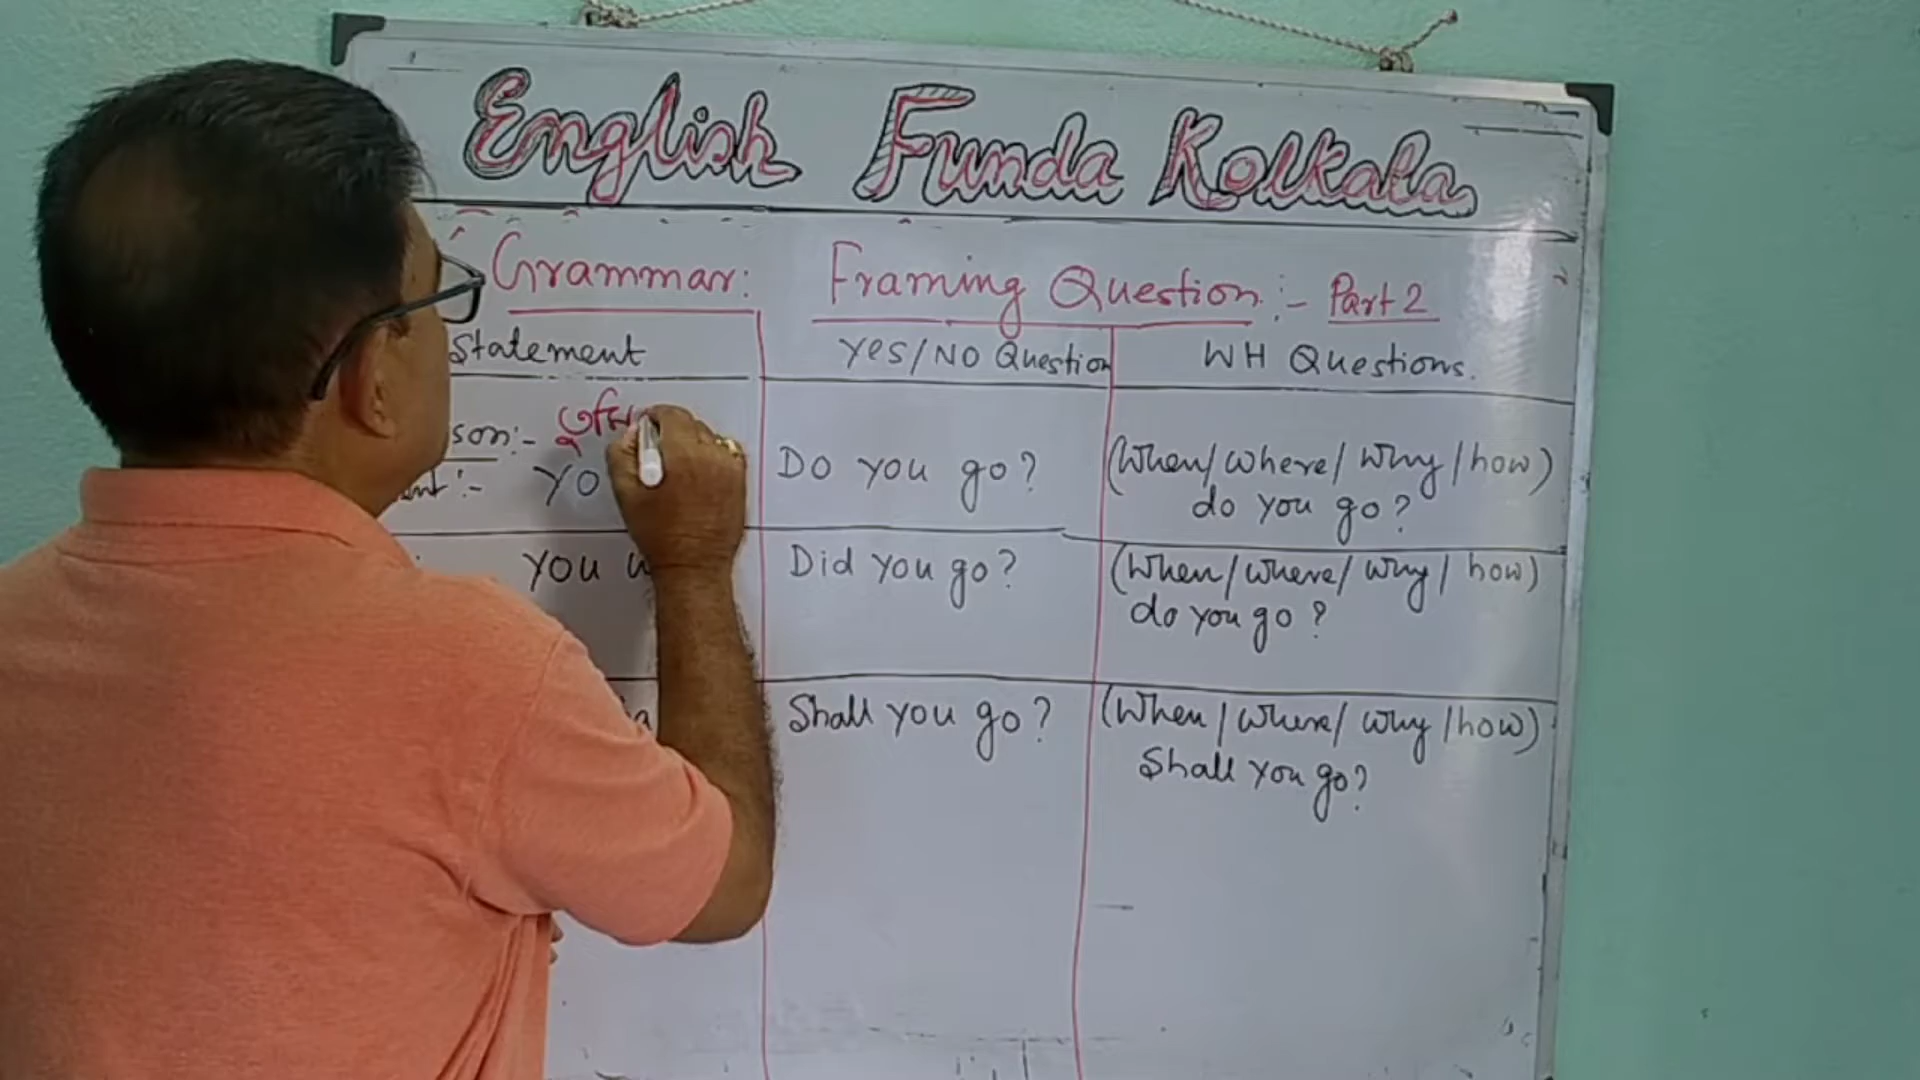 English Funda Kolkata
Grammar: Framing Question :- Part 2
Statement
YES/NO Question
WH Questions.
son:- তুমি
ent:- YO
Do you go?
(When/where/why/how)
do you go?
you w
Did you go?
(When/where/why/how)
do you go?
Shall you go?
(When/where/why/how)
Shall you go?